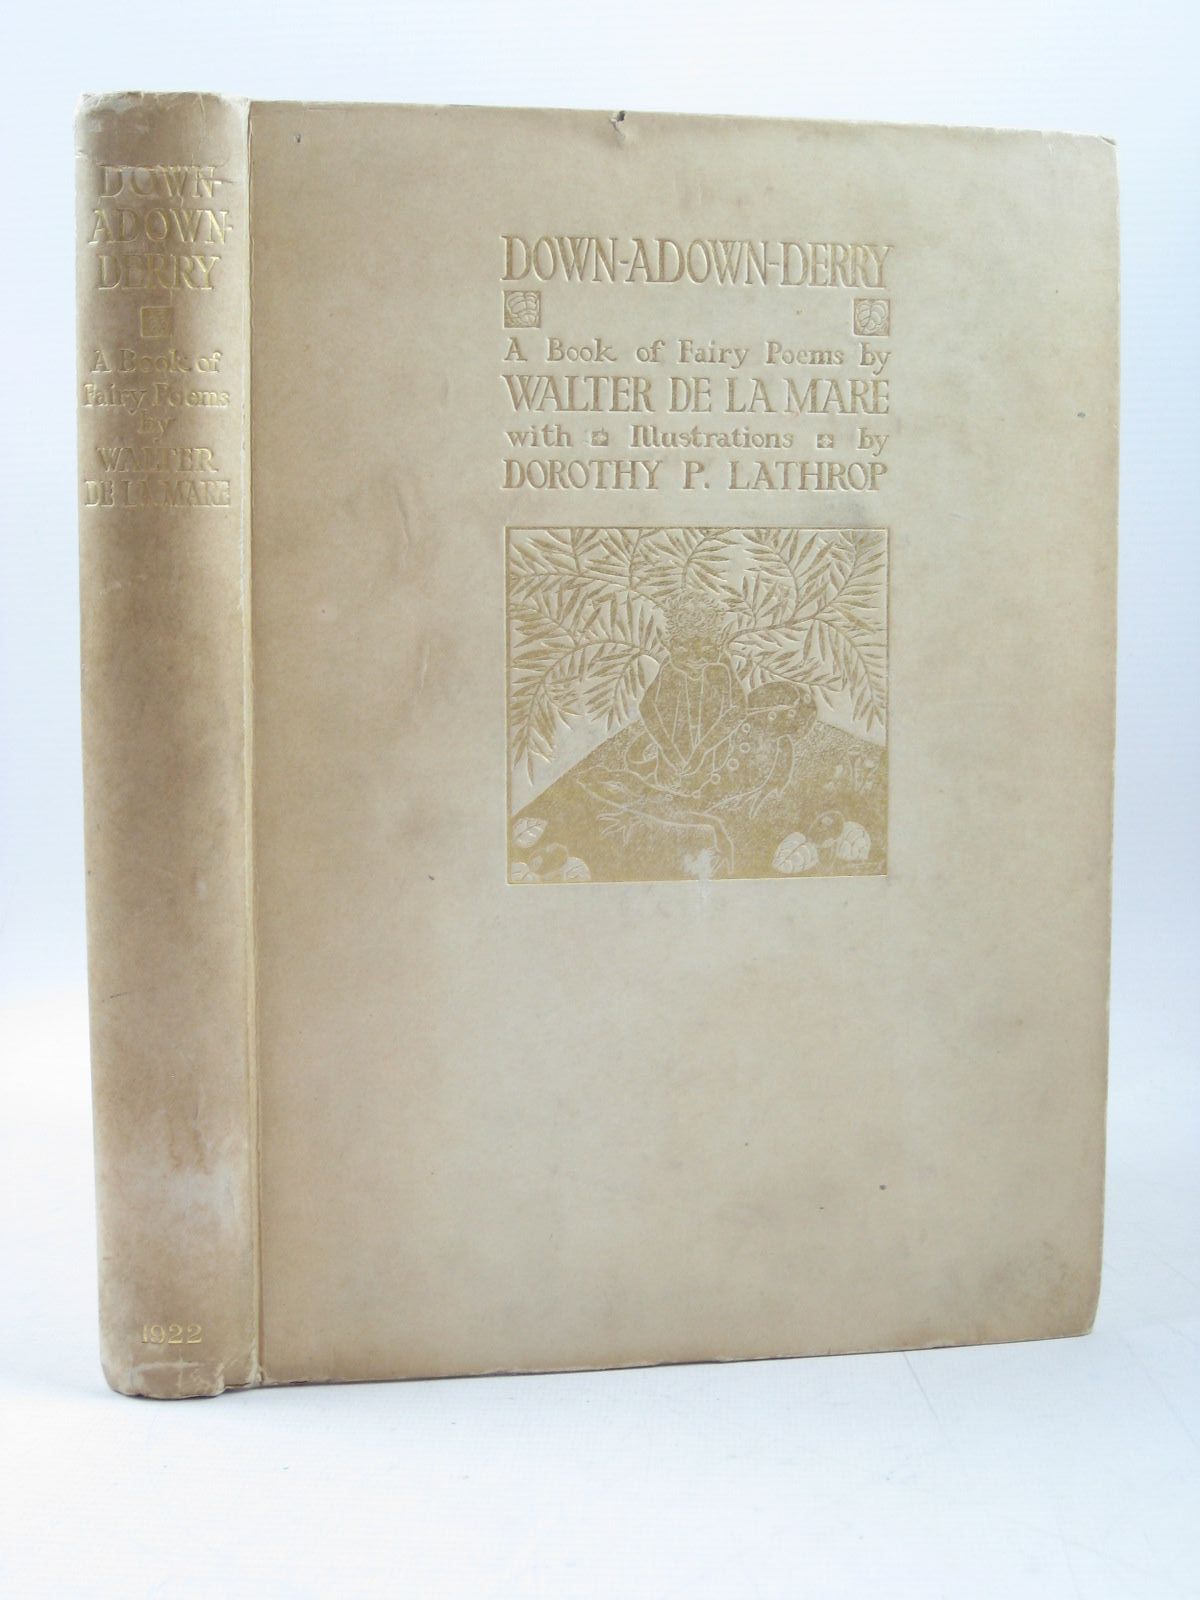 DOWN-
ADOWN-
DERRY
A Book of
Fairy Poems
by
WALTER
DE LA MARE
1922
DOWN-ADOWN-DERRY
A Book of Fairy Poems by
WALTER DE LA MARE
with Illustrations by
DOROTHY P. LATHROP